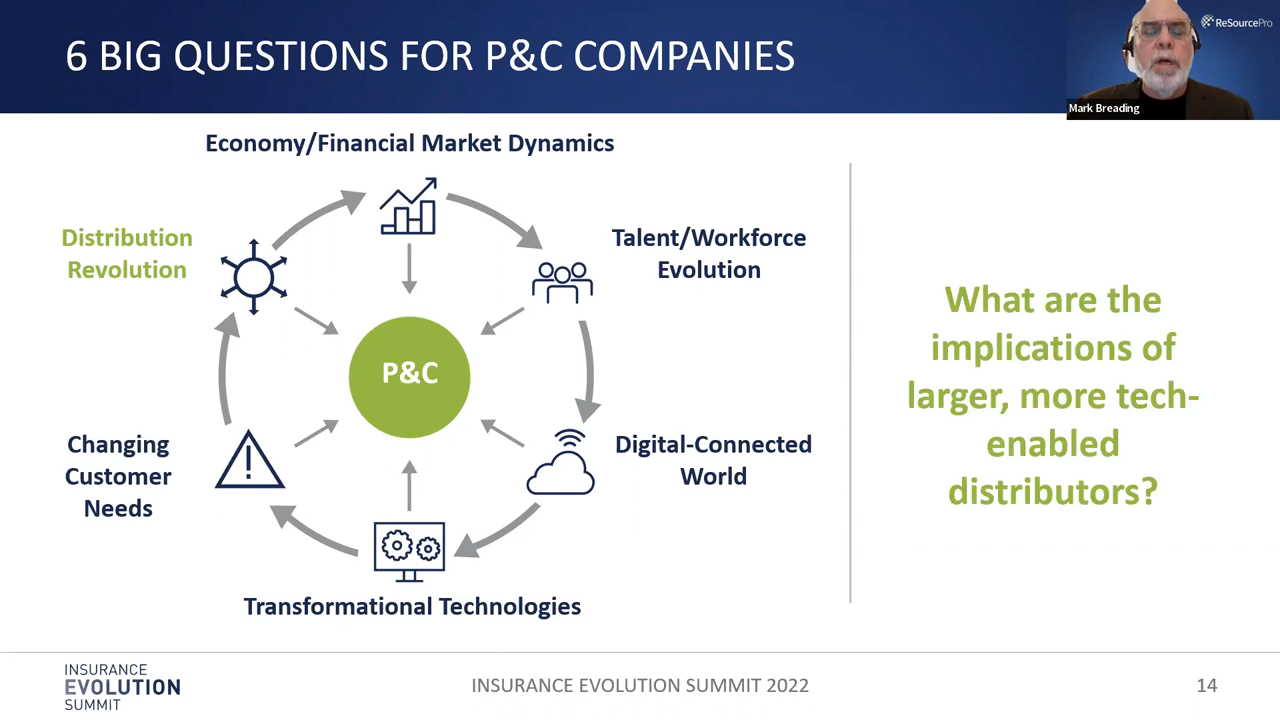 6 BIG QUESTIONS FOR P&C COMPANIES
ReSourcePro
Mark Breading
Economy/Financial Market Dynamics
Distribution
Revolution
Talent/Workforce
Evolution
P&C
Changing
Customer
Needs
Digital-Connected
World
Transformational Technologies
What are the
implications of
larger, more tech-
enabled
distributors?
INSURANCE
EVOLUTION
SUMMIT
INSURANCE EVOLUTION SUMMIT 2022
14